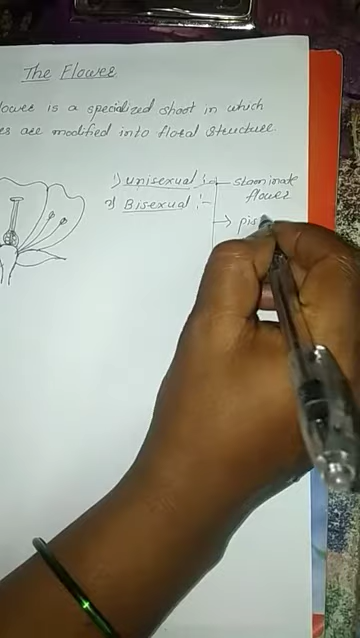 The Flower
lower is a specialized shoot in which
es are modified into floral structure.
1) Unisexual :- staminate
flower
2) Bisexual :-
→ pis